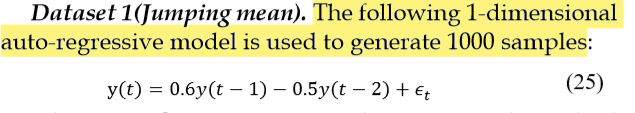 Dataset 1(Jumping mean). The following 1-dimensional
auto-regressive model is used to generate 1000 samples:
y(t) = 0.6y(t − 1) − 0.5y(t − 2) + ϵₜ (25)